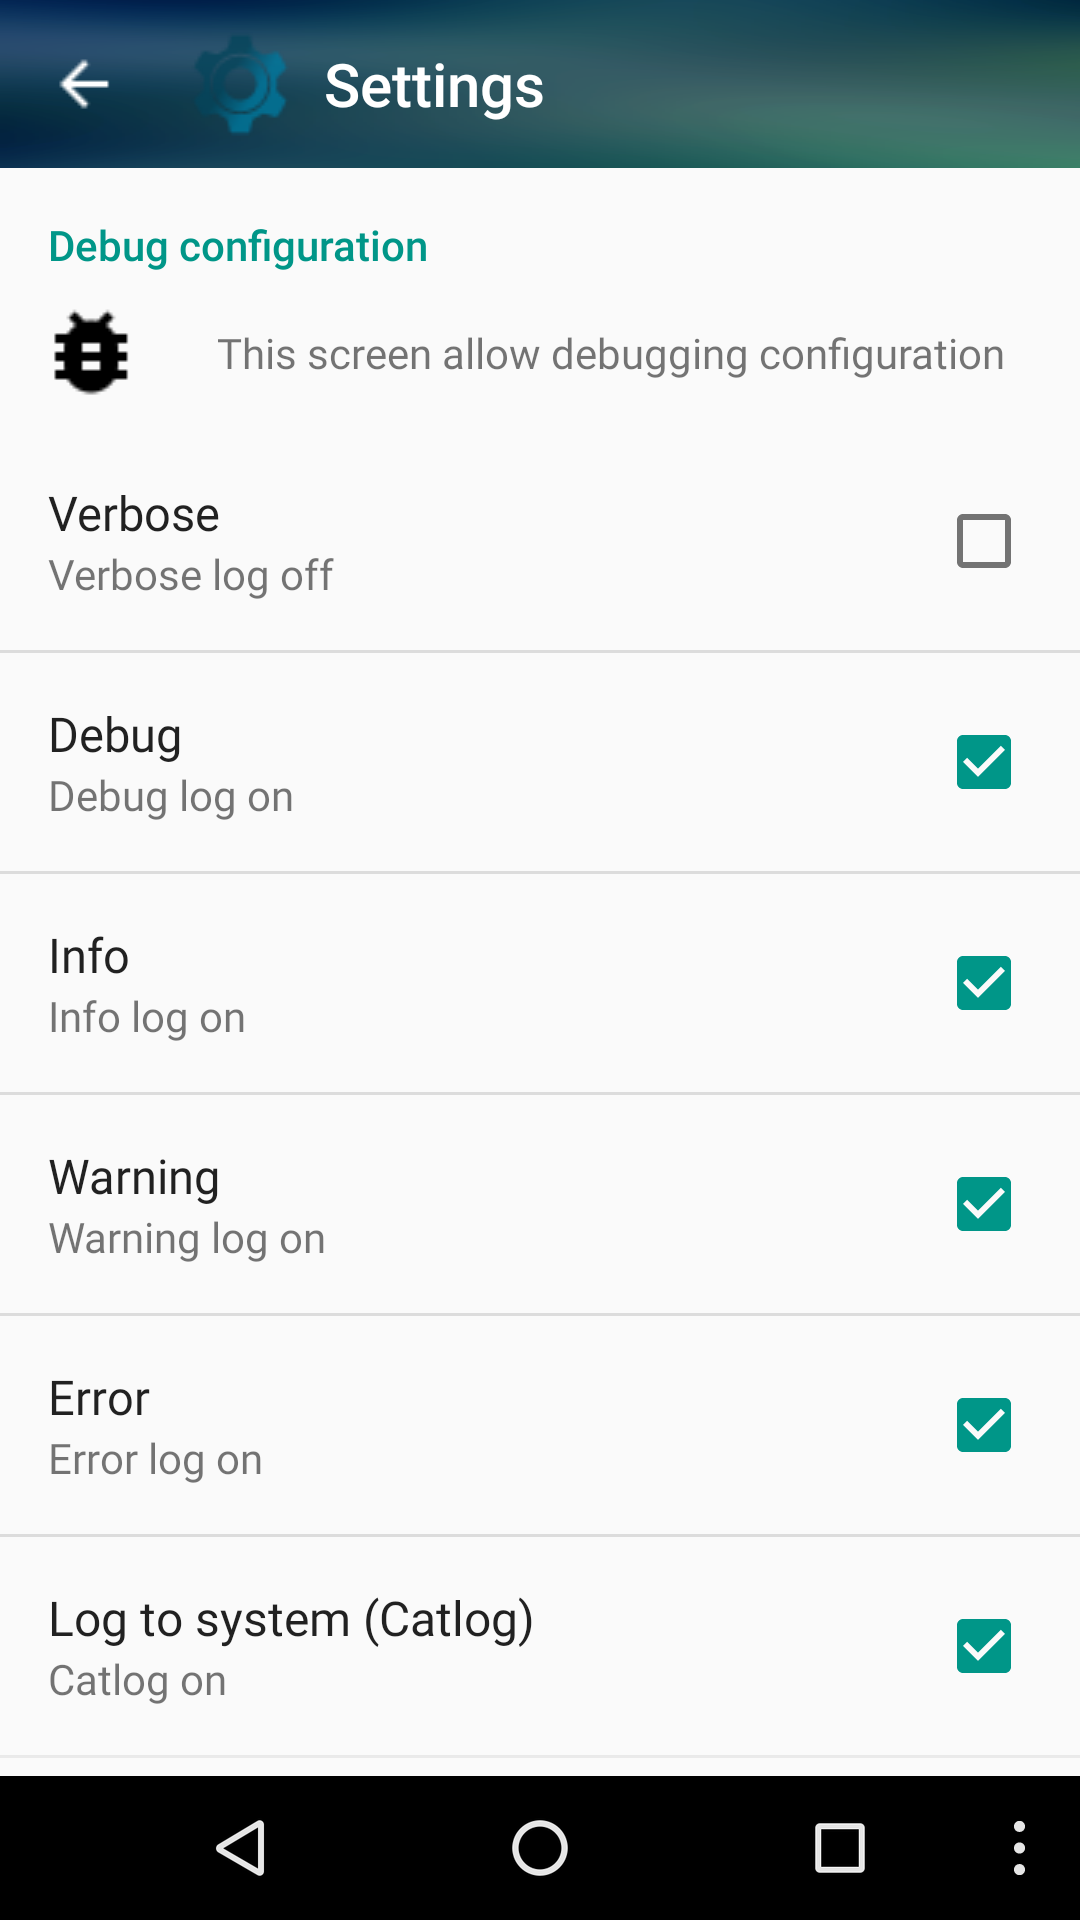 Settings
Debug configuration
This screen allow debugging configuration
Verbose
Verbose log off
Debug
Debug log on
Info
Info log on
Warning
Warning log on
Error
Error log on
Log to system (Catlog)
Catlog on